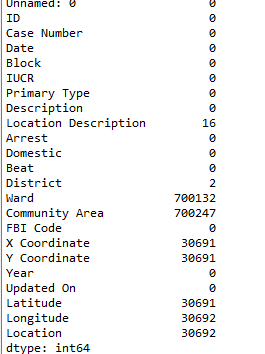 Unnamed: 0 0
ID 0
Case Number 0
Date 0
Block 0
IUCR 0
Primary Type 0
Description 0
Location Description 16
Arrest 0
Domestic 0
Beat 0
District 2
Ward 700132
Community Area 700247
FBI Code 0
X Coordinate 30691
Y Coordinate 30691
Year 0
Updated On 0
Latitude 30691
Longitude 30692
Location 30692
dtype: int64